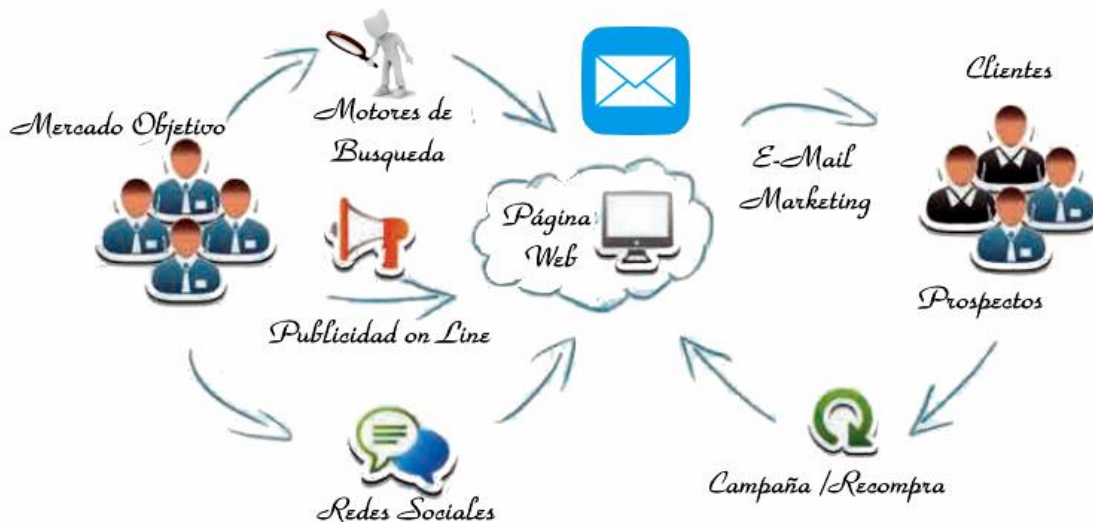 Mercado Objetivo
Motores de
Busqueda
Publicidad on Line
Redes Sociales
Página
Web
E-Mail
Marketing
Clientes
Prospectos
Campaña /Recompra